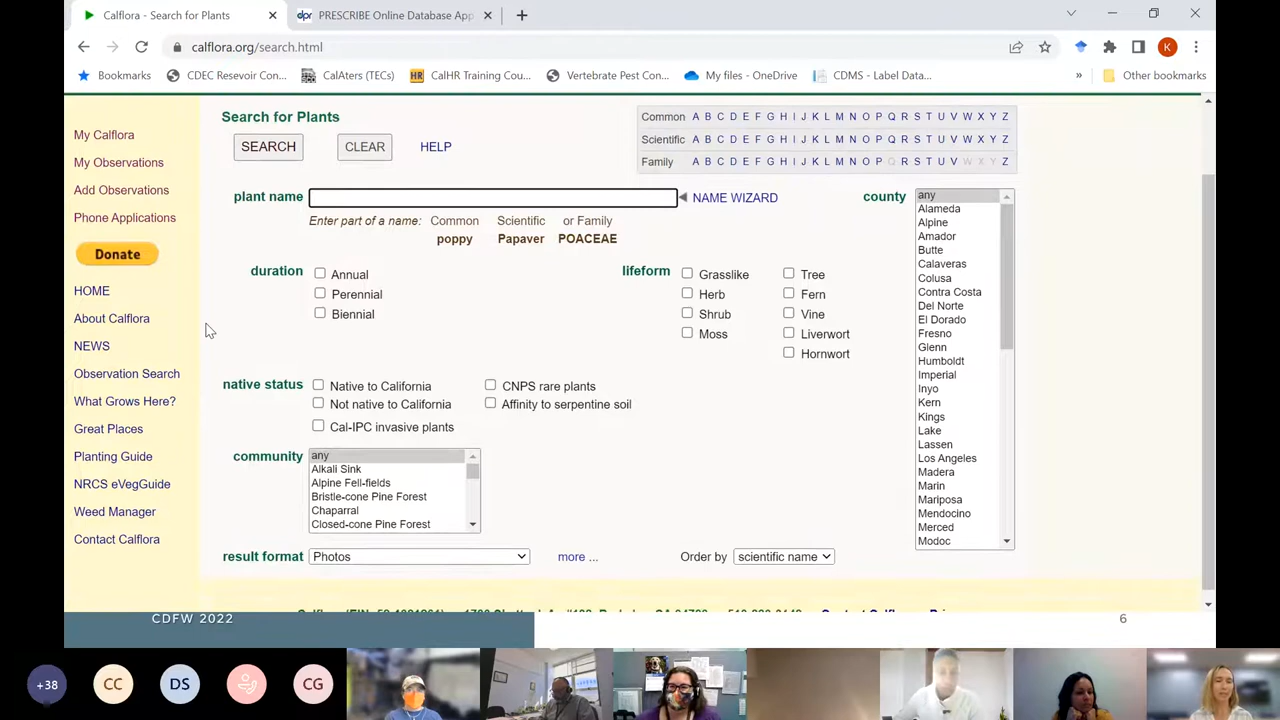 Calflora - Search for Plants
dpr PRESCRIBE Online Database App
calflora.org/search.html
K
Bookmarks CDEC Resevoir Con... CalAters (TECs) HR CalHR Training Cou... Vertebrate Pest Con... My files - OneDrive CDMS - Label Data... » Other bookmarks
My Calflora
My Observations
Add Observations
Phone Applications
Donate
HOME
About Calflora
NEWS
Observation Search
What Grows Here?
Great Places
Planting Guide
NRCS eVegGuide
Weed Manager
Contact Calflora
Search for Plants
SEARCH CLEAR HELP
Common A B C D E F G H I J K L M N O P Q R S T U V W X Y Z
Scientific A B C D E F G H I J K L M N O P Q R S T U V W X Y Z
Family A B C D E F G H I J K L M N O P Q R S T U V W X Y Z
plant name NAME WIZARD
Enter part of a name: Common Scientific or Family
poppy Papaver POACEAE
duration
Annual
Perennial
Biennial
lifeform
Grasslike Tree
Herb Fern
Shrub Vine
Moss Liverwort
Hornwort
native status
Native to California CNPS rare plants
Not native to California Affinity to serpentine soil
Cal-IPC invasive plants
community
any
Alkali Sink
Alpine Fell-fields
Bristle-cone Pine Forest
Chaparral
Closed-cone Pine Forest
result format Photos more ... Order by scientific name
county
any
Alameda
Alpine
Amador
Butte
Calaveras
Colusa
Contra Costa
Del Norte
El Dorado
Fresno
Glenn
Humboldt
Imperial
Inyo
Kern
Kings
Lake
Lassen
Los Angeles
Madera
Marin
Mariposa
Mendocino
Merced
Modoc
CDFW 2022 6
+38 CC DS CG